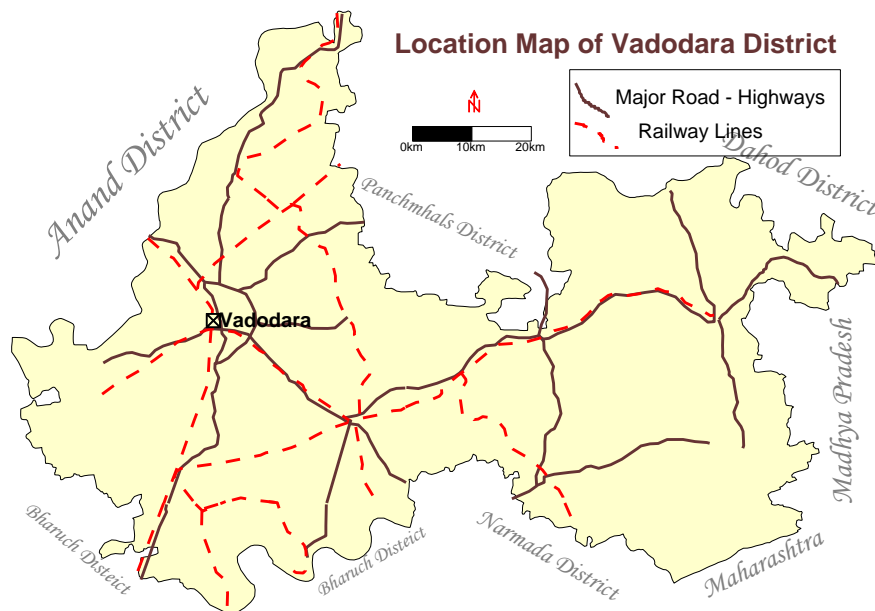 Location Map of Vadodara District
Major Road - Highways
Railway Lines
N
0km 10km 20km
Anand District
Panchmhals District
Dahod District
Vadodara
Madhya Pradesh
Bharuch Disteict
Bharuch Disteict
Narmada District
Maharashtra